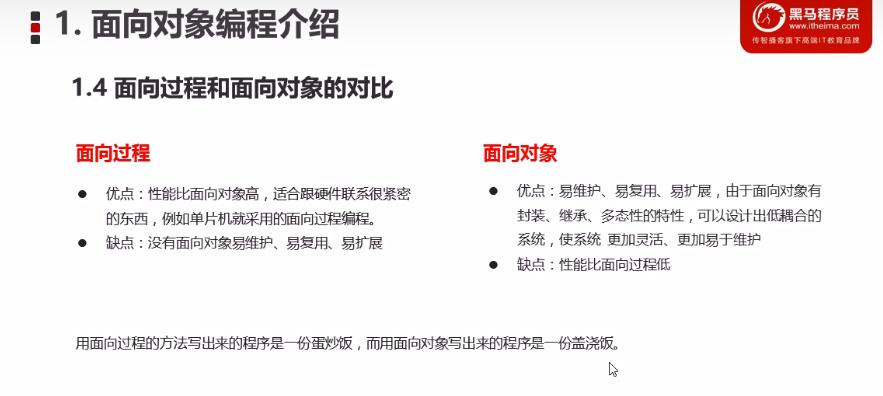 1. 面向对象编程介绍
黑马程序员
www.itheima.com
传智播客旗下高端IT教育品牌
1.4 面向过程和面向对象的对比
面向过程
优点：性能比面向对象高，适合跟硬件联系很紧密
的东西，例如单片机就采用的面向过程编程。
缺点：没有面向对象易维护、易复用、易扩展
面向对象
优点：易维护、易复用、易扩展，由于面向对象有
封装、继承、多态性的特性，可以设计出低耦合的
系统，使系统 更加灵活、更加易于维护
缺点：性能比面向过程低
用面向过程的方法写出来的程序是一份蛋炒饭，而用面向对象写出来的程序是一份盖浇饭。